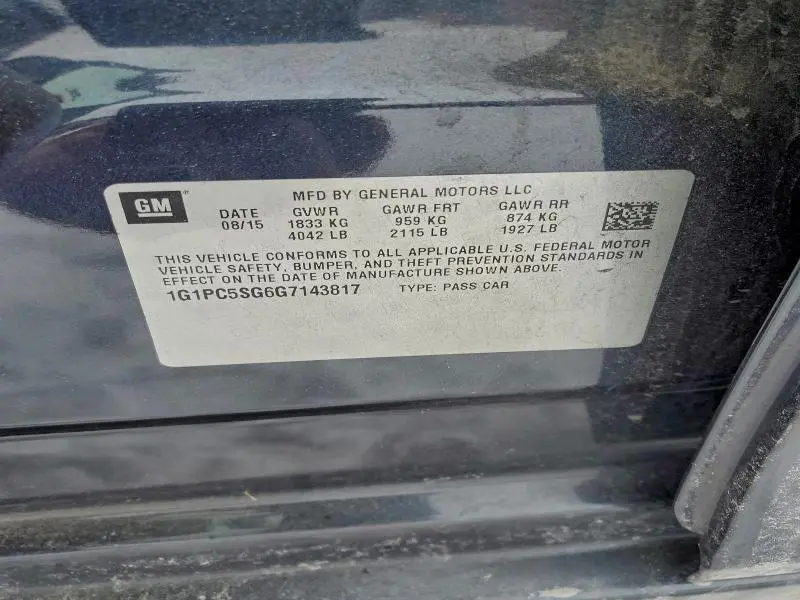 GM ®
MFD BY GENERAL MOTORS LLC
DATE GVWR GAWR FRT GAWR RR
08/15 1833 KG 959 KG 874 KG
4042 LB 2115 LB 1927 LB
THIS VEHICLE CONFORMS TO ALL APPLICABLE U.S. FEDERAL MOTOR
VEHICLE SAFETY, BUMPER, AND THEFT PREVENTION STANDARDS IN
EFFECT ON THE DATE OF MANUFACTURE SHOWN ABOVE.
1G1PC5SG6G7143817 TYPE: PASS CAR